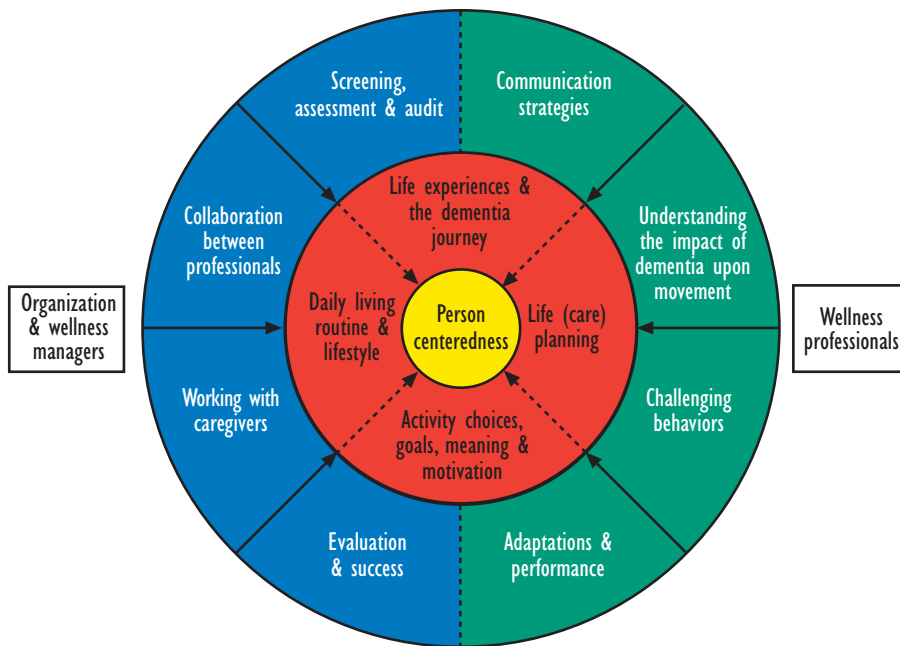 Screening,
assessment & audit
Communication
strategies
Collaboration
between
professionals
Life experiences &
the dementia
journey
Understanding
the impact of
dementia upon
movement
Organization
& wellness
managers
Daily living
routine &
lifestyle
Person
centeredness
Life (care)
planning
Wellness
professionals
Working with
caregivers
Activity choices,
goals, meaning &
motivation
Challenging
behaviors
Evaluation
& success
Adaptations &
performance